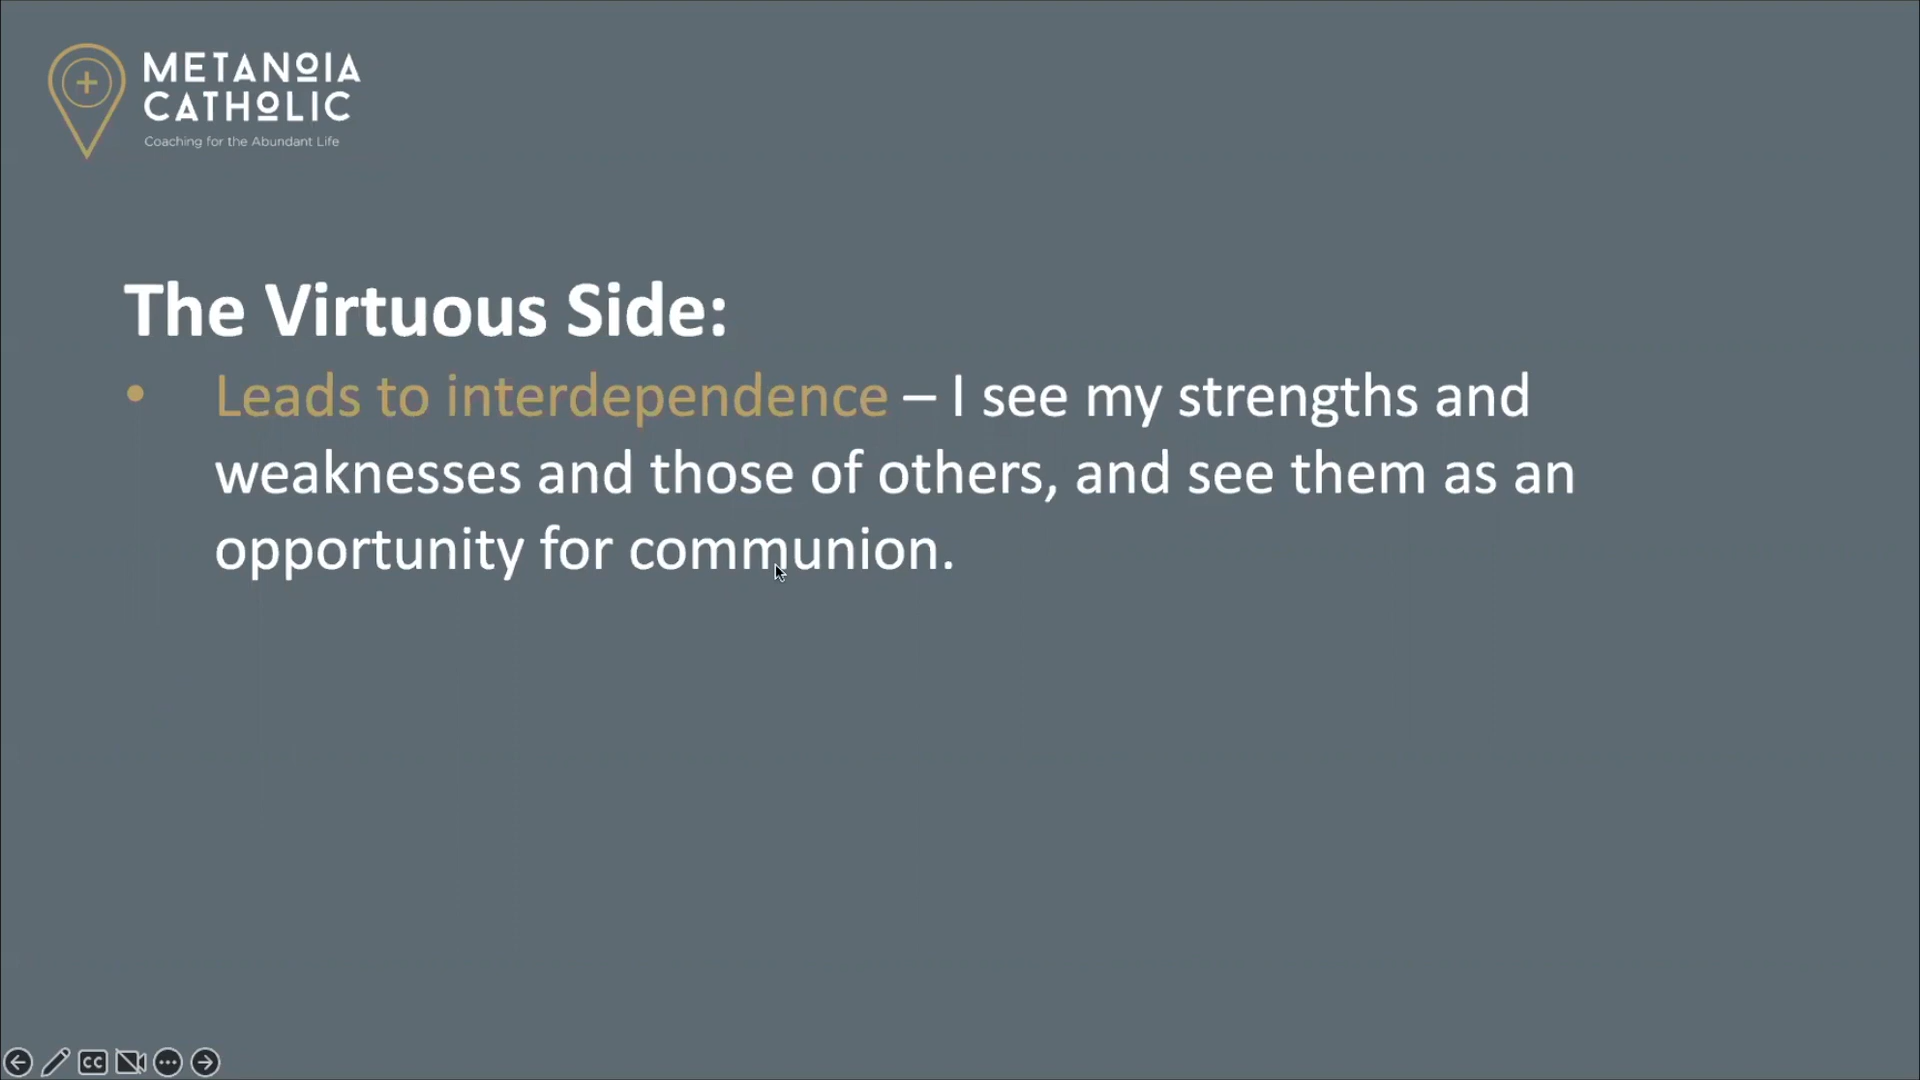 METANOIA
CATHOLIC
Coaching for the Abundant Life
The Virtuous Side:
• Leads to interdependence – I see my strengths and
weaknesses and those of others, and see them as an
opportunity for communion.
CC